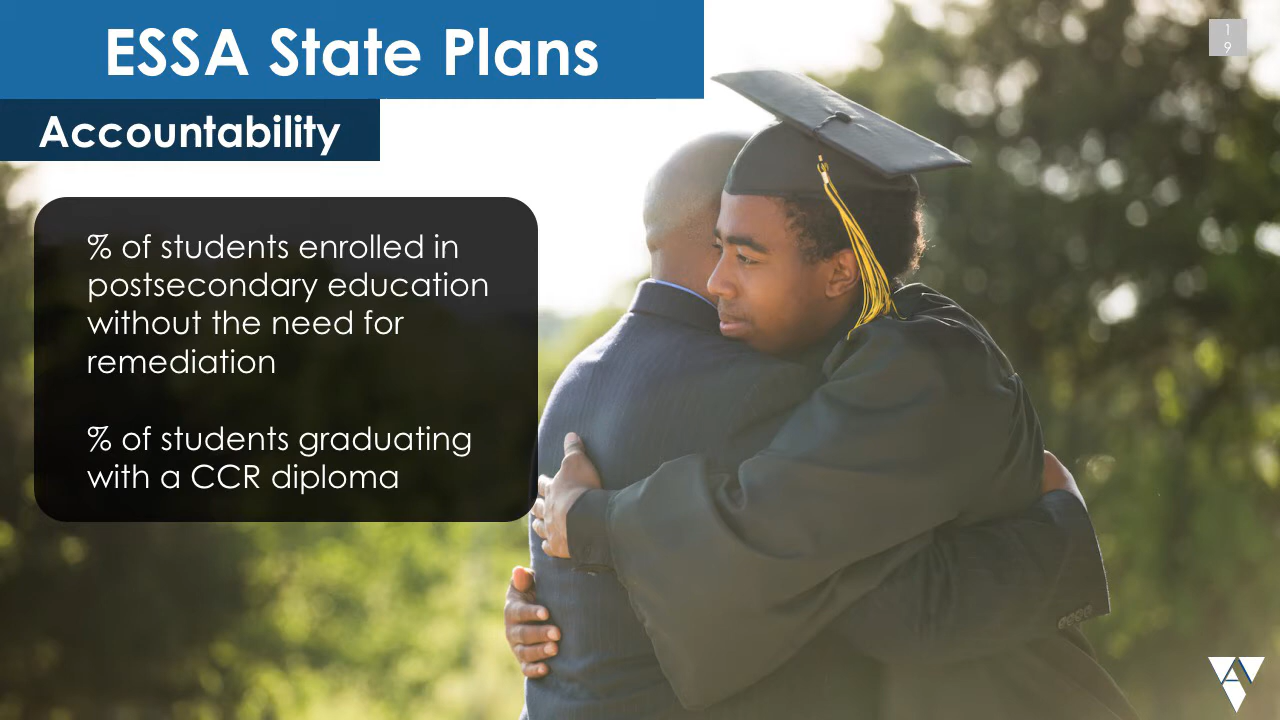 ESSA State Plans
1
9
Accountability
% of students enrolled in
postsecondary education
without the need for
remediation
% of students graduating
with a CCR diploma